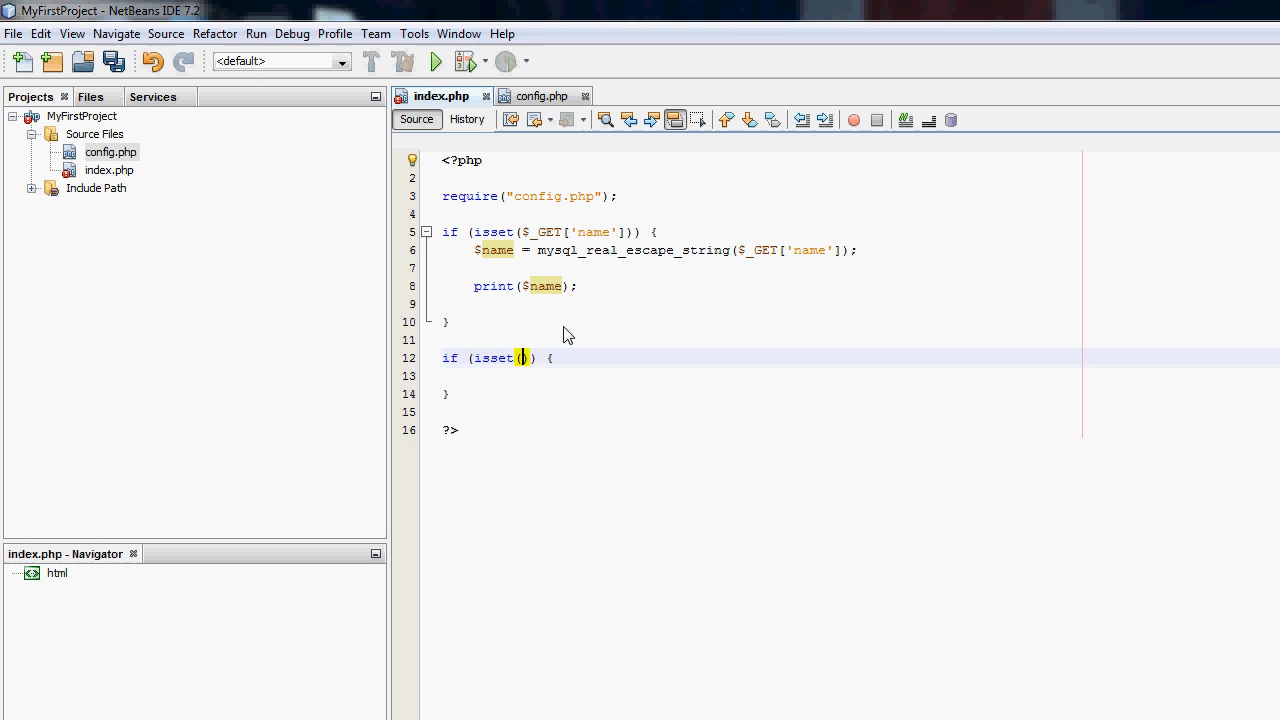 MyFirstProject - NetBeans IDE 7.2
File Edit View Navigate Source Refactor Run Debug Profile Team Tools Window Help
<default>
Projects Files Services
MyFirstProject
Source Files
config.php
index.php
Include Path
index.php - Navigator
html
index.php config.php
Source History
<?php
2
3 require("config.php");
4
5 if (isset($_GET['name'])) {
6 $name = mysql_real_escape_string($_GET['name']);
7
8 print($name);
9
10 }
11
12 if (isset()) {
13
14 }
15
16 ?>